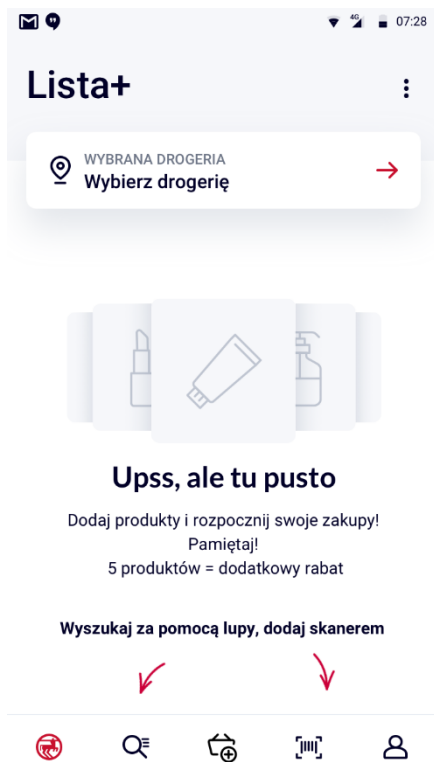 4G 07:28
Lista+
WYBRANA DROGERIA
Wybierz drogerię
Upss, ale tu pusto
Dodaj produkty i rozpocznij swoje zakupy!
Pamiętaj!
5 produktów = dodatkowy rabat
Wyszukaj za pomocą lupy, dodaj skanerem